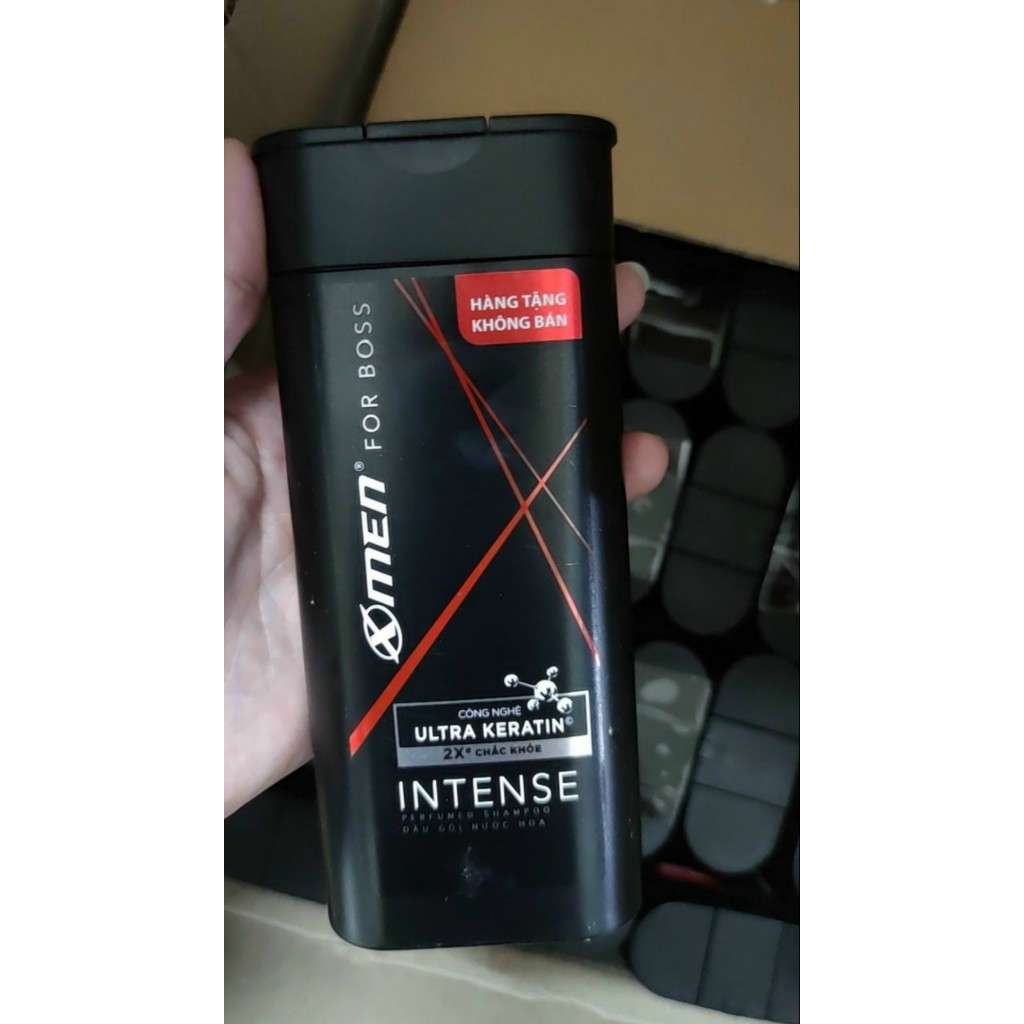 HÀNG TẶNG
KHÔNG BÁN
XMEN® FOR BOSS
CÔNG NGHỆ
ULTRA KERATIN©
2X* CHẮC KHỎE
INTENSE
PERFUMED SHAMPOO
DẦU GỘI NƯỚC HOA